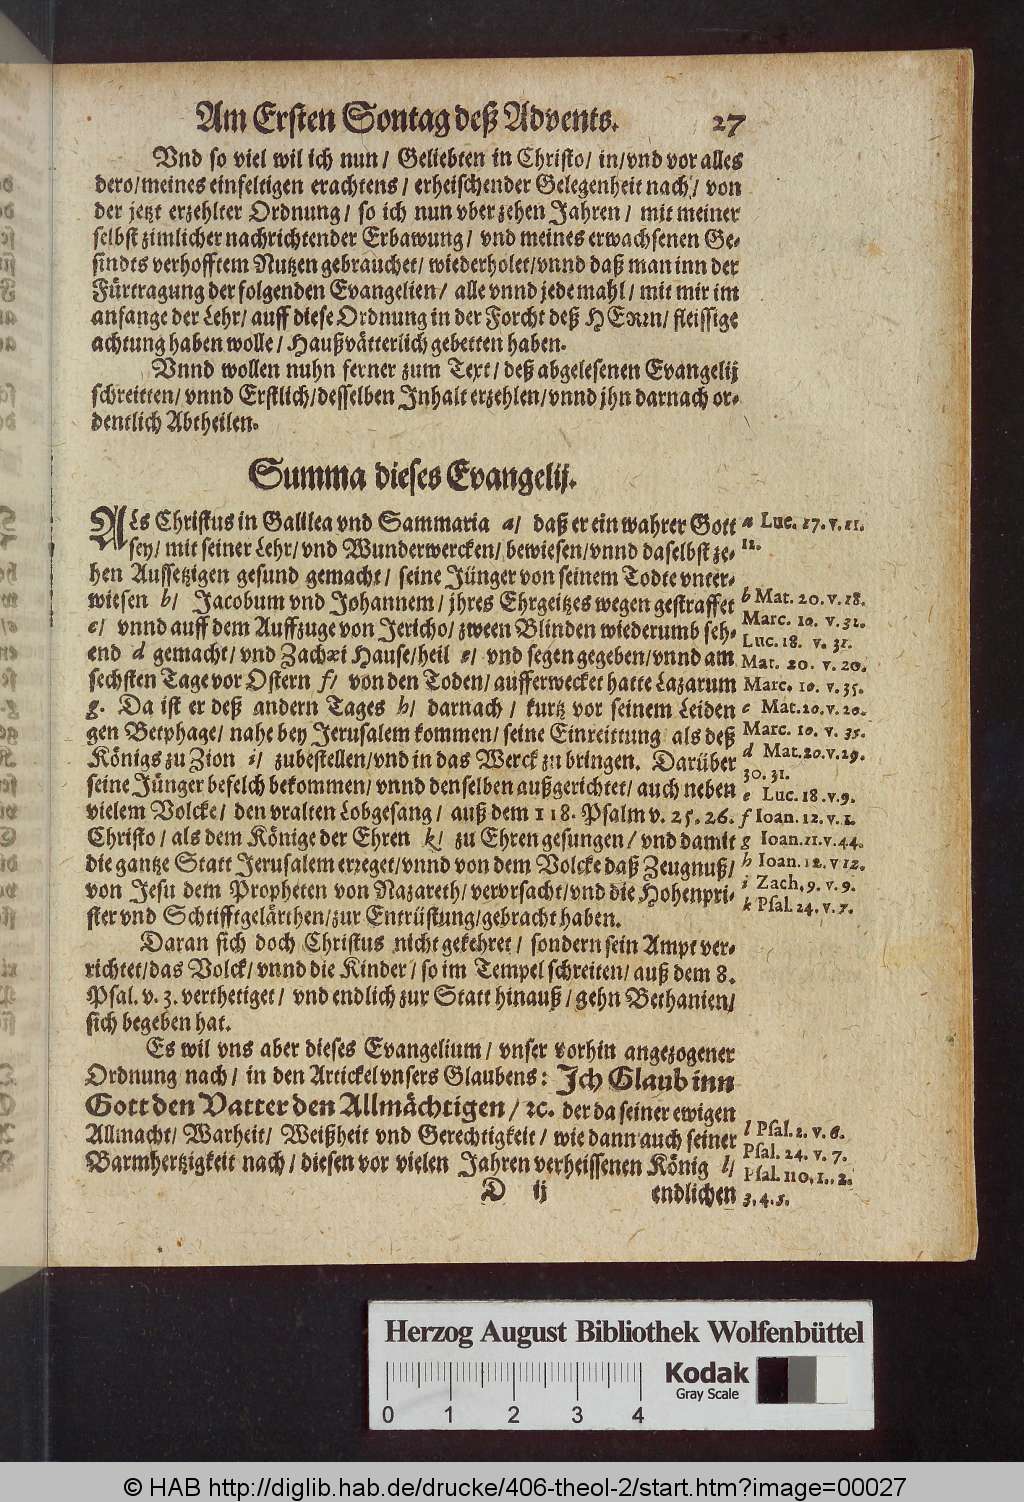 Am Ersten Sontag deß Advents. 27
Vnd so viel wil ich nun / Geliebten in Christo / in / vnd vor alles
dero / meines einfeltigen erachtens / erheischender Gelegenheit nach / von
der jetzt erzehlter Ordnung / so ich nun vber zehen Jahren / mit meiner
selbst zimlicher nachrichtender Erbawung / vnd meines erwachsenen Ge-
sindts verhofftem Nutzen gebrauchet / wiederholet / vnnd daß man inn der
Fürtragung der folgenden Evangelien / alle vnnd jede mahl / mit mir im
anfange der Lehr / auff diese Ordnung in der Forcht deß HERRN / fleissige
achtung haben wolle / Haußvätterlich gebetten haben.
Vnnd wollen nuhn ferner zum Text / deß abgelesenen Evangelij
schreitten / vnnd Erstlich / desselben Inhalt erzehlen / vnnd jhn darnach or-
dentlich Abtheilen.
Summa dieses Evangelij.
ALs Christus in Galilea vnd Sammaria a / daß er ein wahrer Gott
sey / mit seiner Lehr / vnd Wunderwercken / bewiesen / vnnd daselbst ze-
hen Aussetzigen gesund gemacht / seine Jünger von seinem Todte vnter-
wiesen b / Jacobum vnd Johannem / jhres Ehrgeitzes wegen gestraffet
c / vnnd auff dem Auffzuge von Jericho / zween Blinden wiederumb seh-
end d gemacht / vnd Zachæi Hause / heil e / vnd segen gegeben / vnnd am
sechsten Tage vor Ostern f / von den Toden / aufferwecket hatte Lazarum
g. Da ist er deß andern Tages h / darnach / kurtz vor seinem Leiden
gen Betphage / nahe bey Jerusalem kommen / seine Einreittung als deß
Königs zu Zion i / zubestellen / vnd in das Werck zu bringen. Darüber
seine Jünger befelch bekommen / vnnd denselben außgerichtet / auch neben
vielem Volcke / den vralten Lobgesang / auß dem 118. Psalm v. 25. 26.
Christo / als dem Könige der Ehren k / zu Ehren gesungen / vnd damit
die gantze Statt Jerusalem erreget / vnnd von dem Volcke daß Zeugnuß /
von Jesu dem Propheten von Nazareth / verursacht / vnd die Hohenpri-
ster vnd Schtifftgelärthen / zur Entrüstung / gebracht haben.
Daran sich doch Christus nicht gekehret / sondern sein Ampt ver-
richtet / das Volck / vnnd die Kinder / so im Tempel schreiten / auß dem 8.
Psal. v. 3. verthetiget / vnd endlich zur Statt hinauß / gehn Bethanien /
sich begeben hat.
Es wil vns aber dieses Evangelium / vnser vorhin angezogener
Ordnung nach / in den Artickel vnsers Glaubens: Jch Glaub inn
Gott den Vatter den Allmächtigen / ꝛc. der da seiner ewigen
Allmacht / Warheit / Weißheit vnd Gerechtigkeit / wie dann auch seiner
Barmhertzigkeit nach / diesen vor vielen Jahren verheissenen König l /
D ij endlichen
a Luc. 17. v. 11.
12.
b Mat. 20. v. 18.
Marc. 10. v. 31.
Luc. 18. v. 31.
Mat. 20. v. 20.
Marc. 10. v. 35.
c Mat. 20. v. 20.
Marc. 10. v. 35.
d Mat. 20. v. 29.
30. 31.
e Luc. 18. v. 9.
f Ioan. 12. v. 1.
g Ioan. 11. v. 44.
h Ioan. 12. v 12.
i Zach. 9. v. 9.
k Psal. 24. v. 7.
l Psal. 2. v. 6.
Psal. 24. v. 7.
Psal. 110. 1.. 2.
3. 4. 5.
Herzog August Bibliothek Wolfenbüttel
Kodak
Gray Scale
0 1 2 3 4
© HAB http://diglib.hab.de/drucke/406-theol-2/start.htm?image=00027